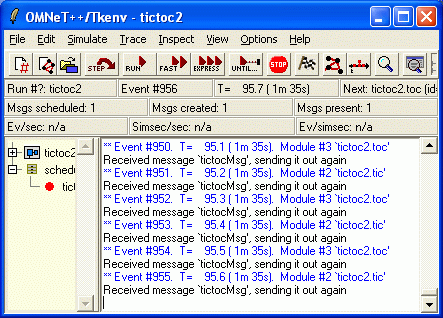 OMNeT++/Tkenv - tictoc2
File Edit Simulate Trace Inspect View Options Help
STEP RUN FAST EXPRESS UNTIL... STOP
Run #?: tictoc2 Event #956 T= 95.7 ( 1m 35s) Next: tictoc2.toc (id=
Msgs scheduled: 1 Msgs created: 1 Msgs present: 1
Ev/sec: n/a Simsec/sec: n/a Ev/simsec: n/a
tictoc2
schedu
tict
** Event #950. T= 95.1 ( 1m 35s). Module #3 `tictoc2.toc'
Received message `tictocMsg', sending it out again
** Event #951. T= 95.2 ( 1m 35s). Module #2 `tictoc2.tic'
Received message `tictocMsg', sending it out again
** Event #952. T= 95.3 ( 1m 35s). Module #3 `tictoc2.toc'
Received message `tictocMsg', sending it out again
** Event #953. T= 95.4 ( 1m 35s). Module #2 `tictoc2.tic'
Received message `tictocMsg', sending it out again
** Event #954. T= 95.5 ( 1m 35s). Module #3 `tictoc2.toc'
Received message `tictocMsg', sending it out again
** Event #955. T= 95.6 ( 1m 35s). Module #2 `tictoc2.tic'
Received message `tictocMsg', sending it out again